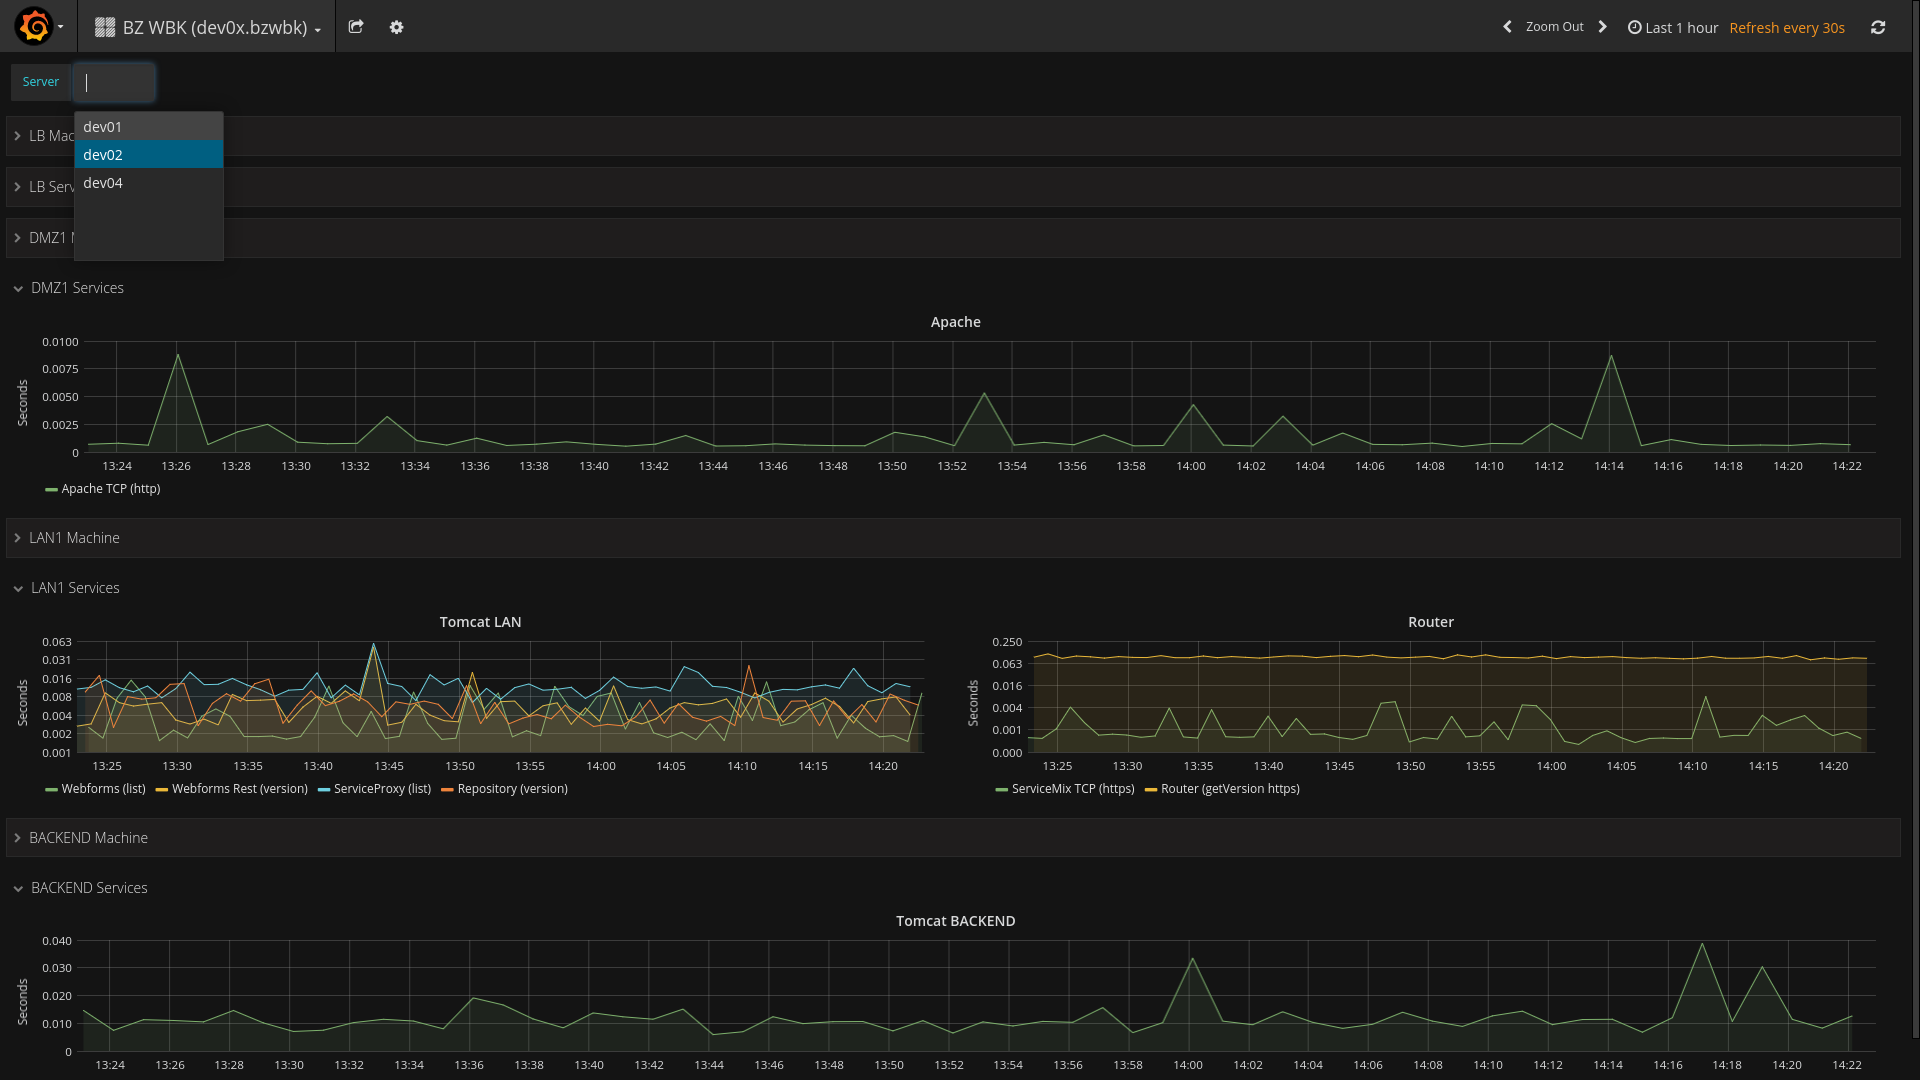 BZ WBK (dev0x.bzwbk)
Zoom Out
Last 1 hour
Refresh every 30s
Server
dev01
dev02
dev04
LB Mac
LB Serv
DMZ1
DMZ1 Services
Apache
Seconds
0.0100
0.0075
0.0050
0.0025
0
13:24 13:26 13:28 13:30 13:32 13:34 13:36 13:38 13:40 13:42 13:44 13:46 13:48 13:50 13:52 13:54 13:56 13:58 14:00 14:02 14:04 14:06 14:08 14:10 14:12 14:14 14:16 14:18 14:20 14:22
Apache TCP (http)
LAN1 Machine
LAN1 Services
Tomcat LAN
Seconds
0.063
0.031
0.016
0.008
0.004
0.002
0.001
13:25 13:30 13:35 13:40 13:45 13:50 13:55 14:00 14:05 14:10 14:15 14:20
Webforms (list) Webforms Rest (version) ServiceProxy (list) Repository (version)
Router
Seconds
0.250
0.063
0.016
0.004
0.001
0.000
13:25 13:30 13:35 13:40 13:45 13:50 13:55 14:00 14:05 14:10 14:15 14:20
ServiceMix TCP (https) Router (getVersion https)
BACKEND Machine
BACKEND Services
Tomcat BACKEND
Seconds
0.040
0.030
0.020
0.010
0
13:24 13:26 13:28 13:30 13:32 13:34 13:36 13:38 13:40 13:42 13:44 13:46 13:48 13:50 13:52 13:54 13:56 13:58 14:00 14:02 14:04 14:06 14:08 14:10 14:12 14:14 14:16 14:18 14:20 14:22